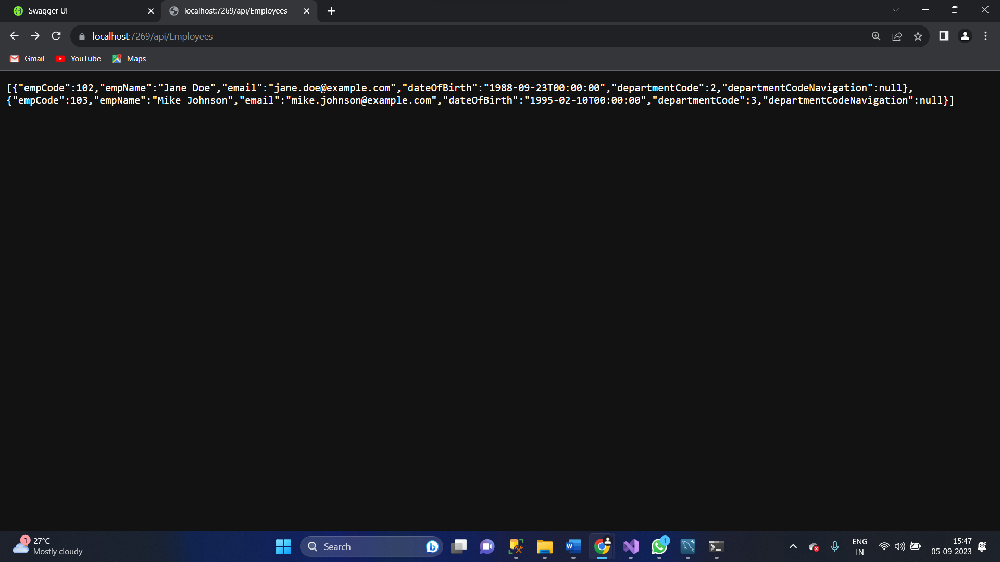 Swagger UI
localhost:7269/api/Employees
localhost:7269/api/Employees
Gmail
YouTube
Maps
[{"empCode":102,"empName":"Jane Doe","email":"jane.doe@example.com","dateOfBirth":"1988-09-23T00:00:00","departmentCode":2,"departmentCodeNavigation":null},
{"empCode":103,"empName":"Mike Johnson","email":"mike.johnson@example.com","dateOfBirth":"1995-02-10T00:00:00","departmentCode":3,"departmentCodeNavigation":null}]
1
27°C
Mostly cloudy
Search
W
1
ENG
IN
15:47
05-09-2023